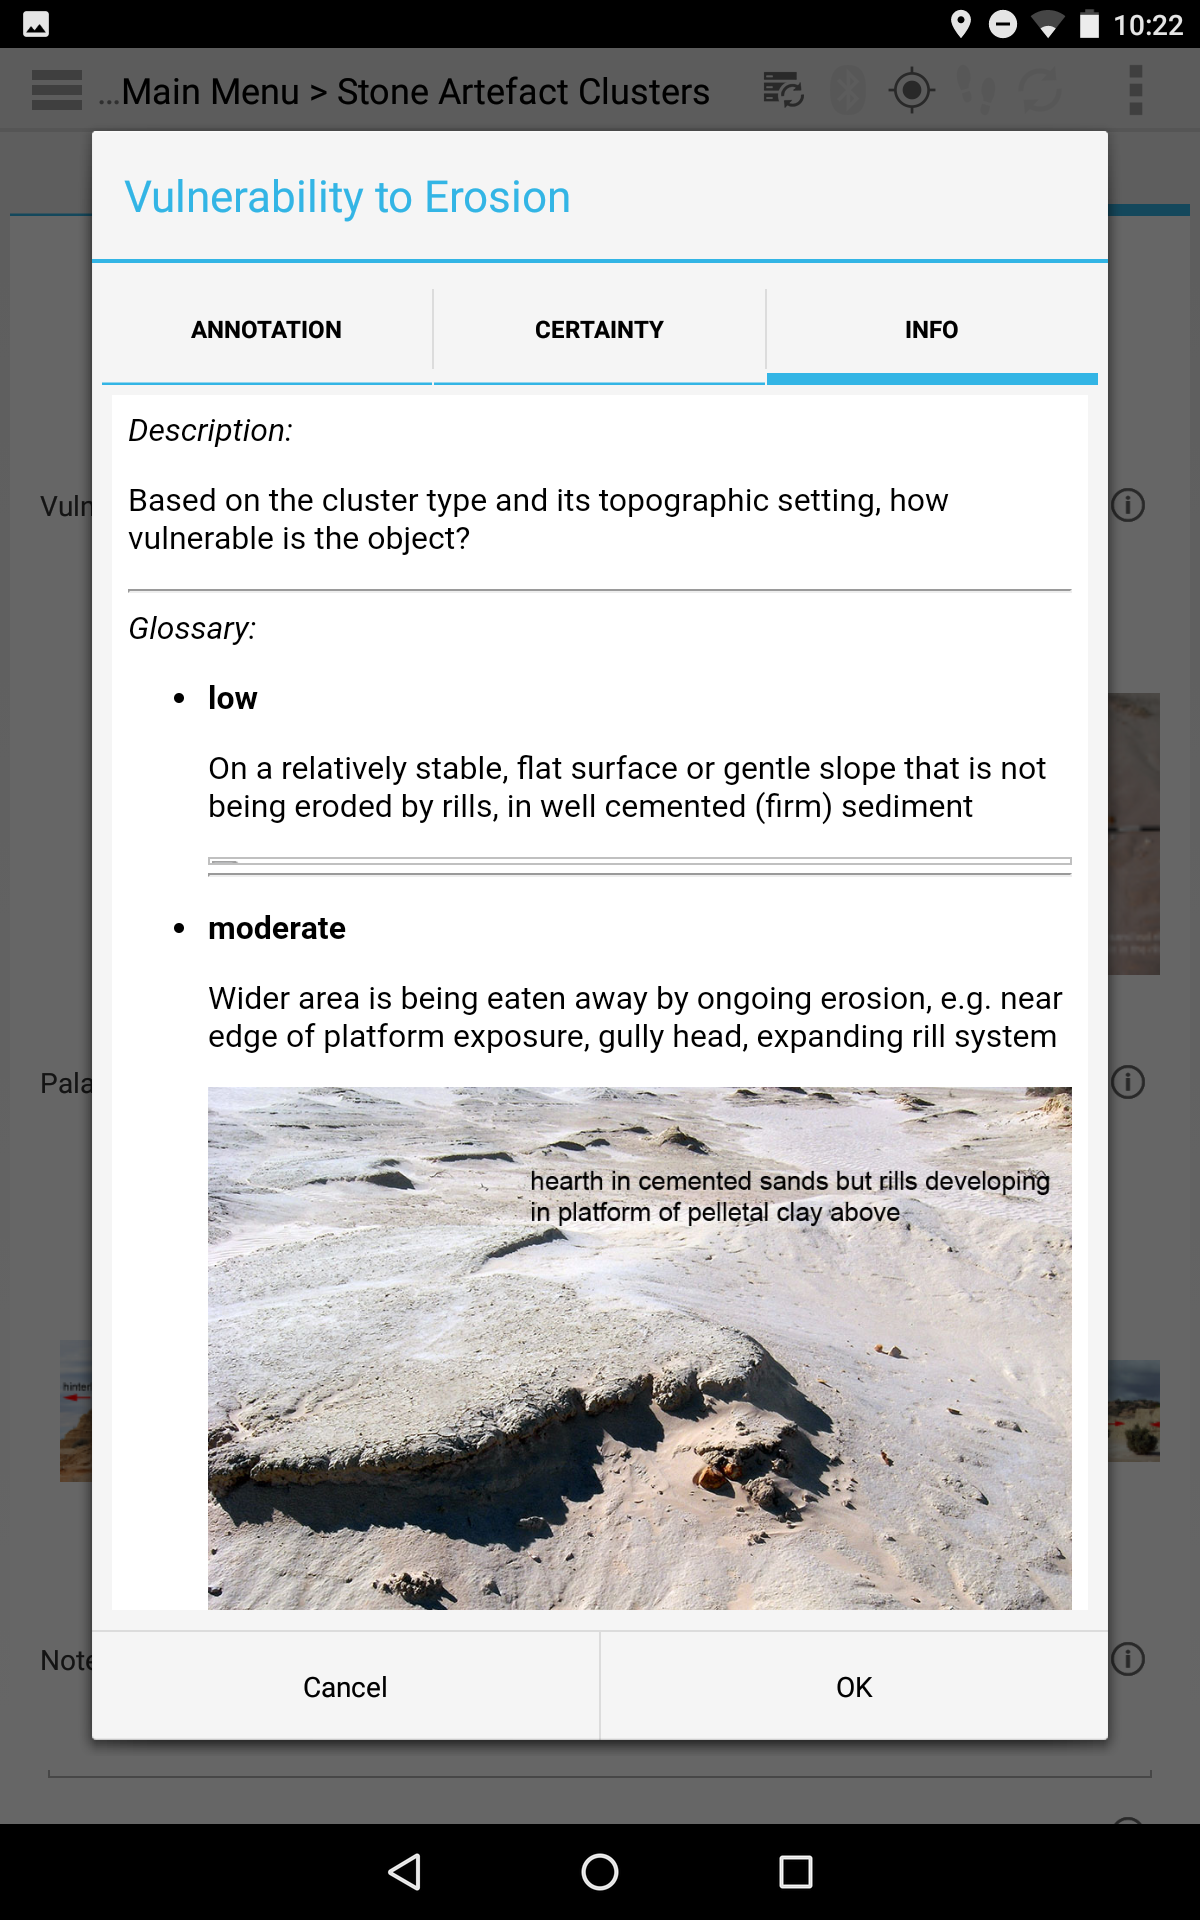 10:22
...Main Menu > Stone Artefact Clusters
Vulnerability to Erosion
ANNOTATION
CERTAINTY
INFO
Description:
Based on the cluster type and its topographic setting, how
vulnerable is the object?
Glossary:
• low
On a relatively stable, flat surface or gentle slope that is not
being eroded by rills, in well cemented (firm) sediment
• moderate
Wider area is being eaten away by ongoing erosion, e.g. near
edge of platform exposure, gully head, expanding rill system
hearth in cemented sands but rills developing
in platform of pelletal clay above
Vuln
Pala
hinter
Note
Cancel
OK